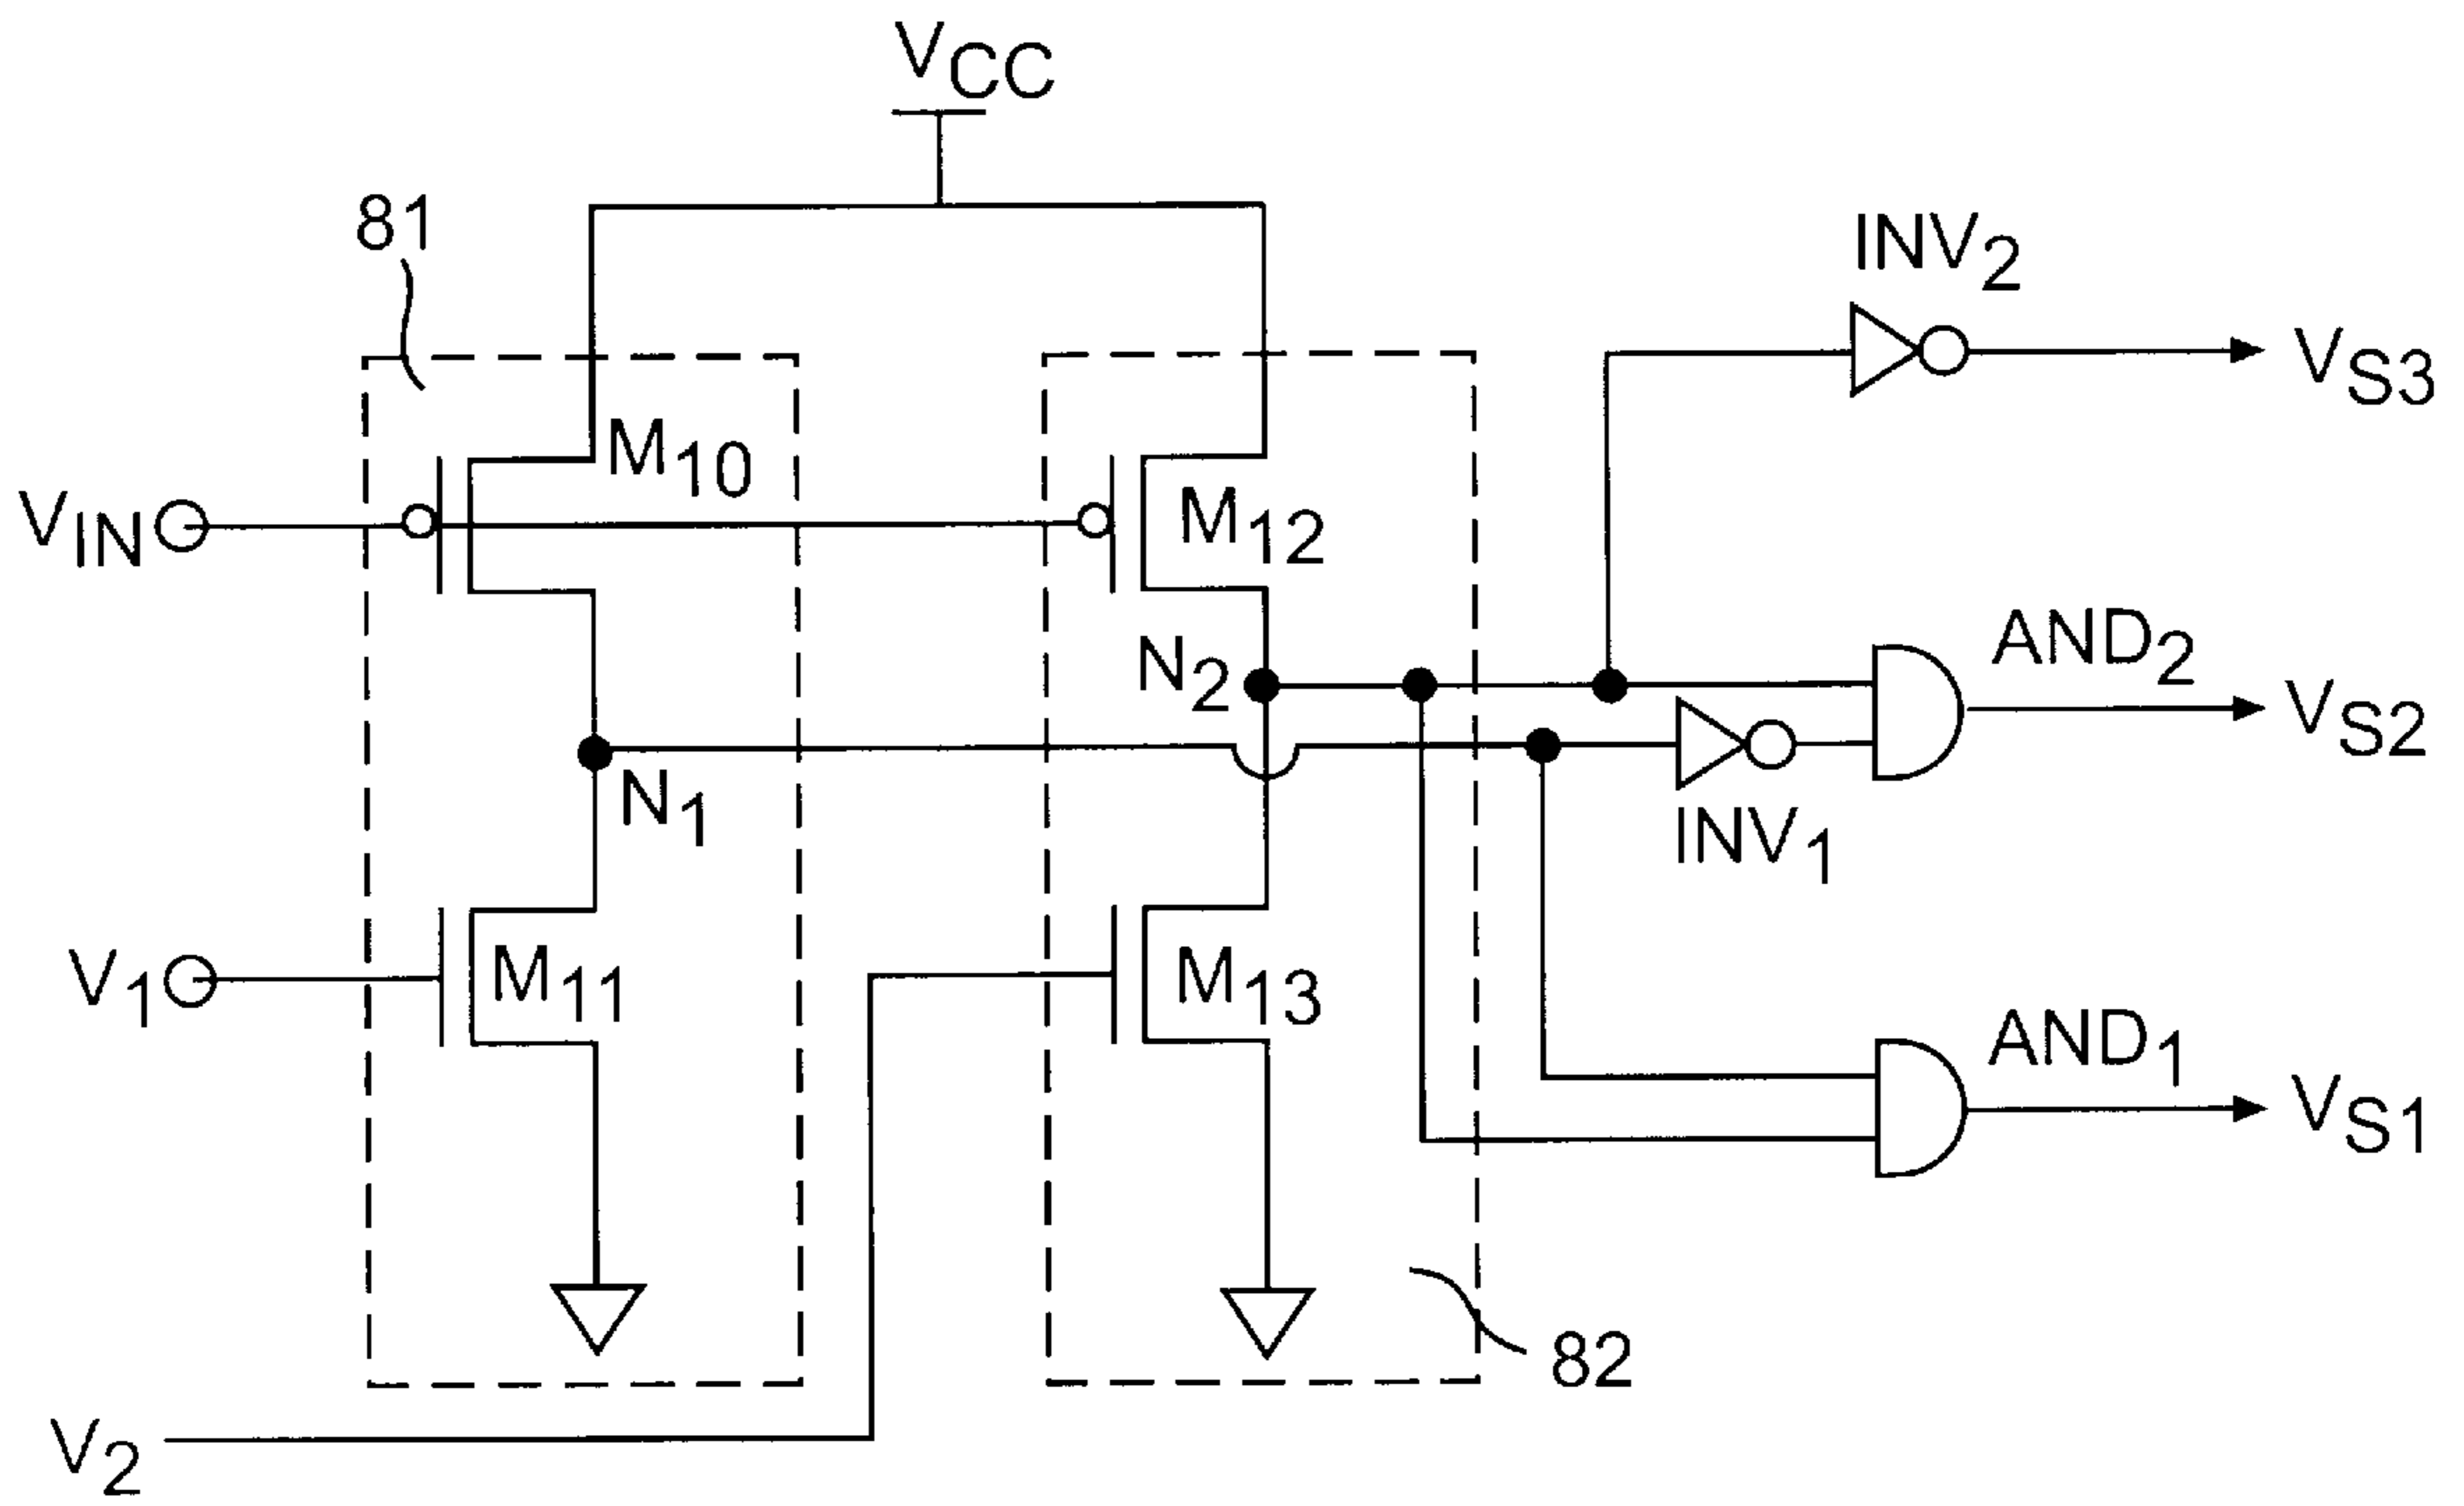 VCC
81
INV2
VS3
M10
VIN
M12
AND2
N2
VS2
N1
INV1
V1
M11
M13
AND1
VS1
82
V2